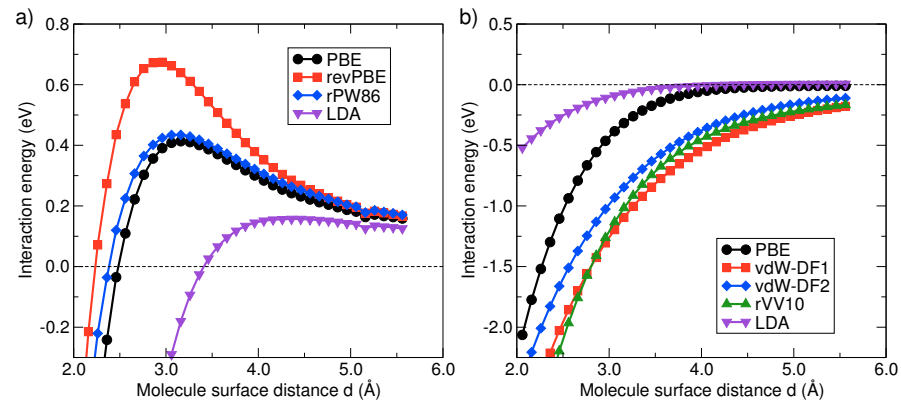 a)
0.8
0.6
0.4
0.2
0.0
-0.2
Interaction energy (eV)
PBE
revPBE
rPW86
LDA
2.0 3.0 4.0 5.0 6.0
Molecule surface distance d (Å)
b)
0.0
-0.5
-1.0
-1.5
-2.0
Interaction energy (eV)
PBE
vdW-DF1
vdW-DF2
rVV10
LDA
2.0 3.0 4.0 5.0 6.0
Molecule surface distance d (Å)